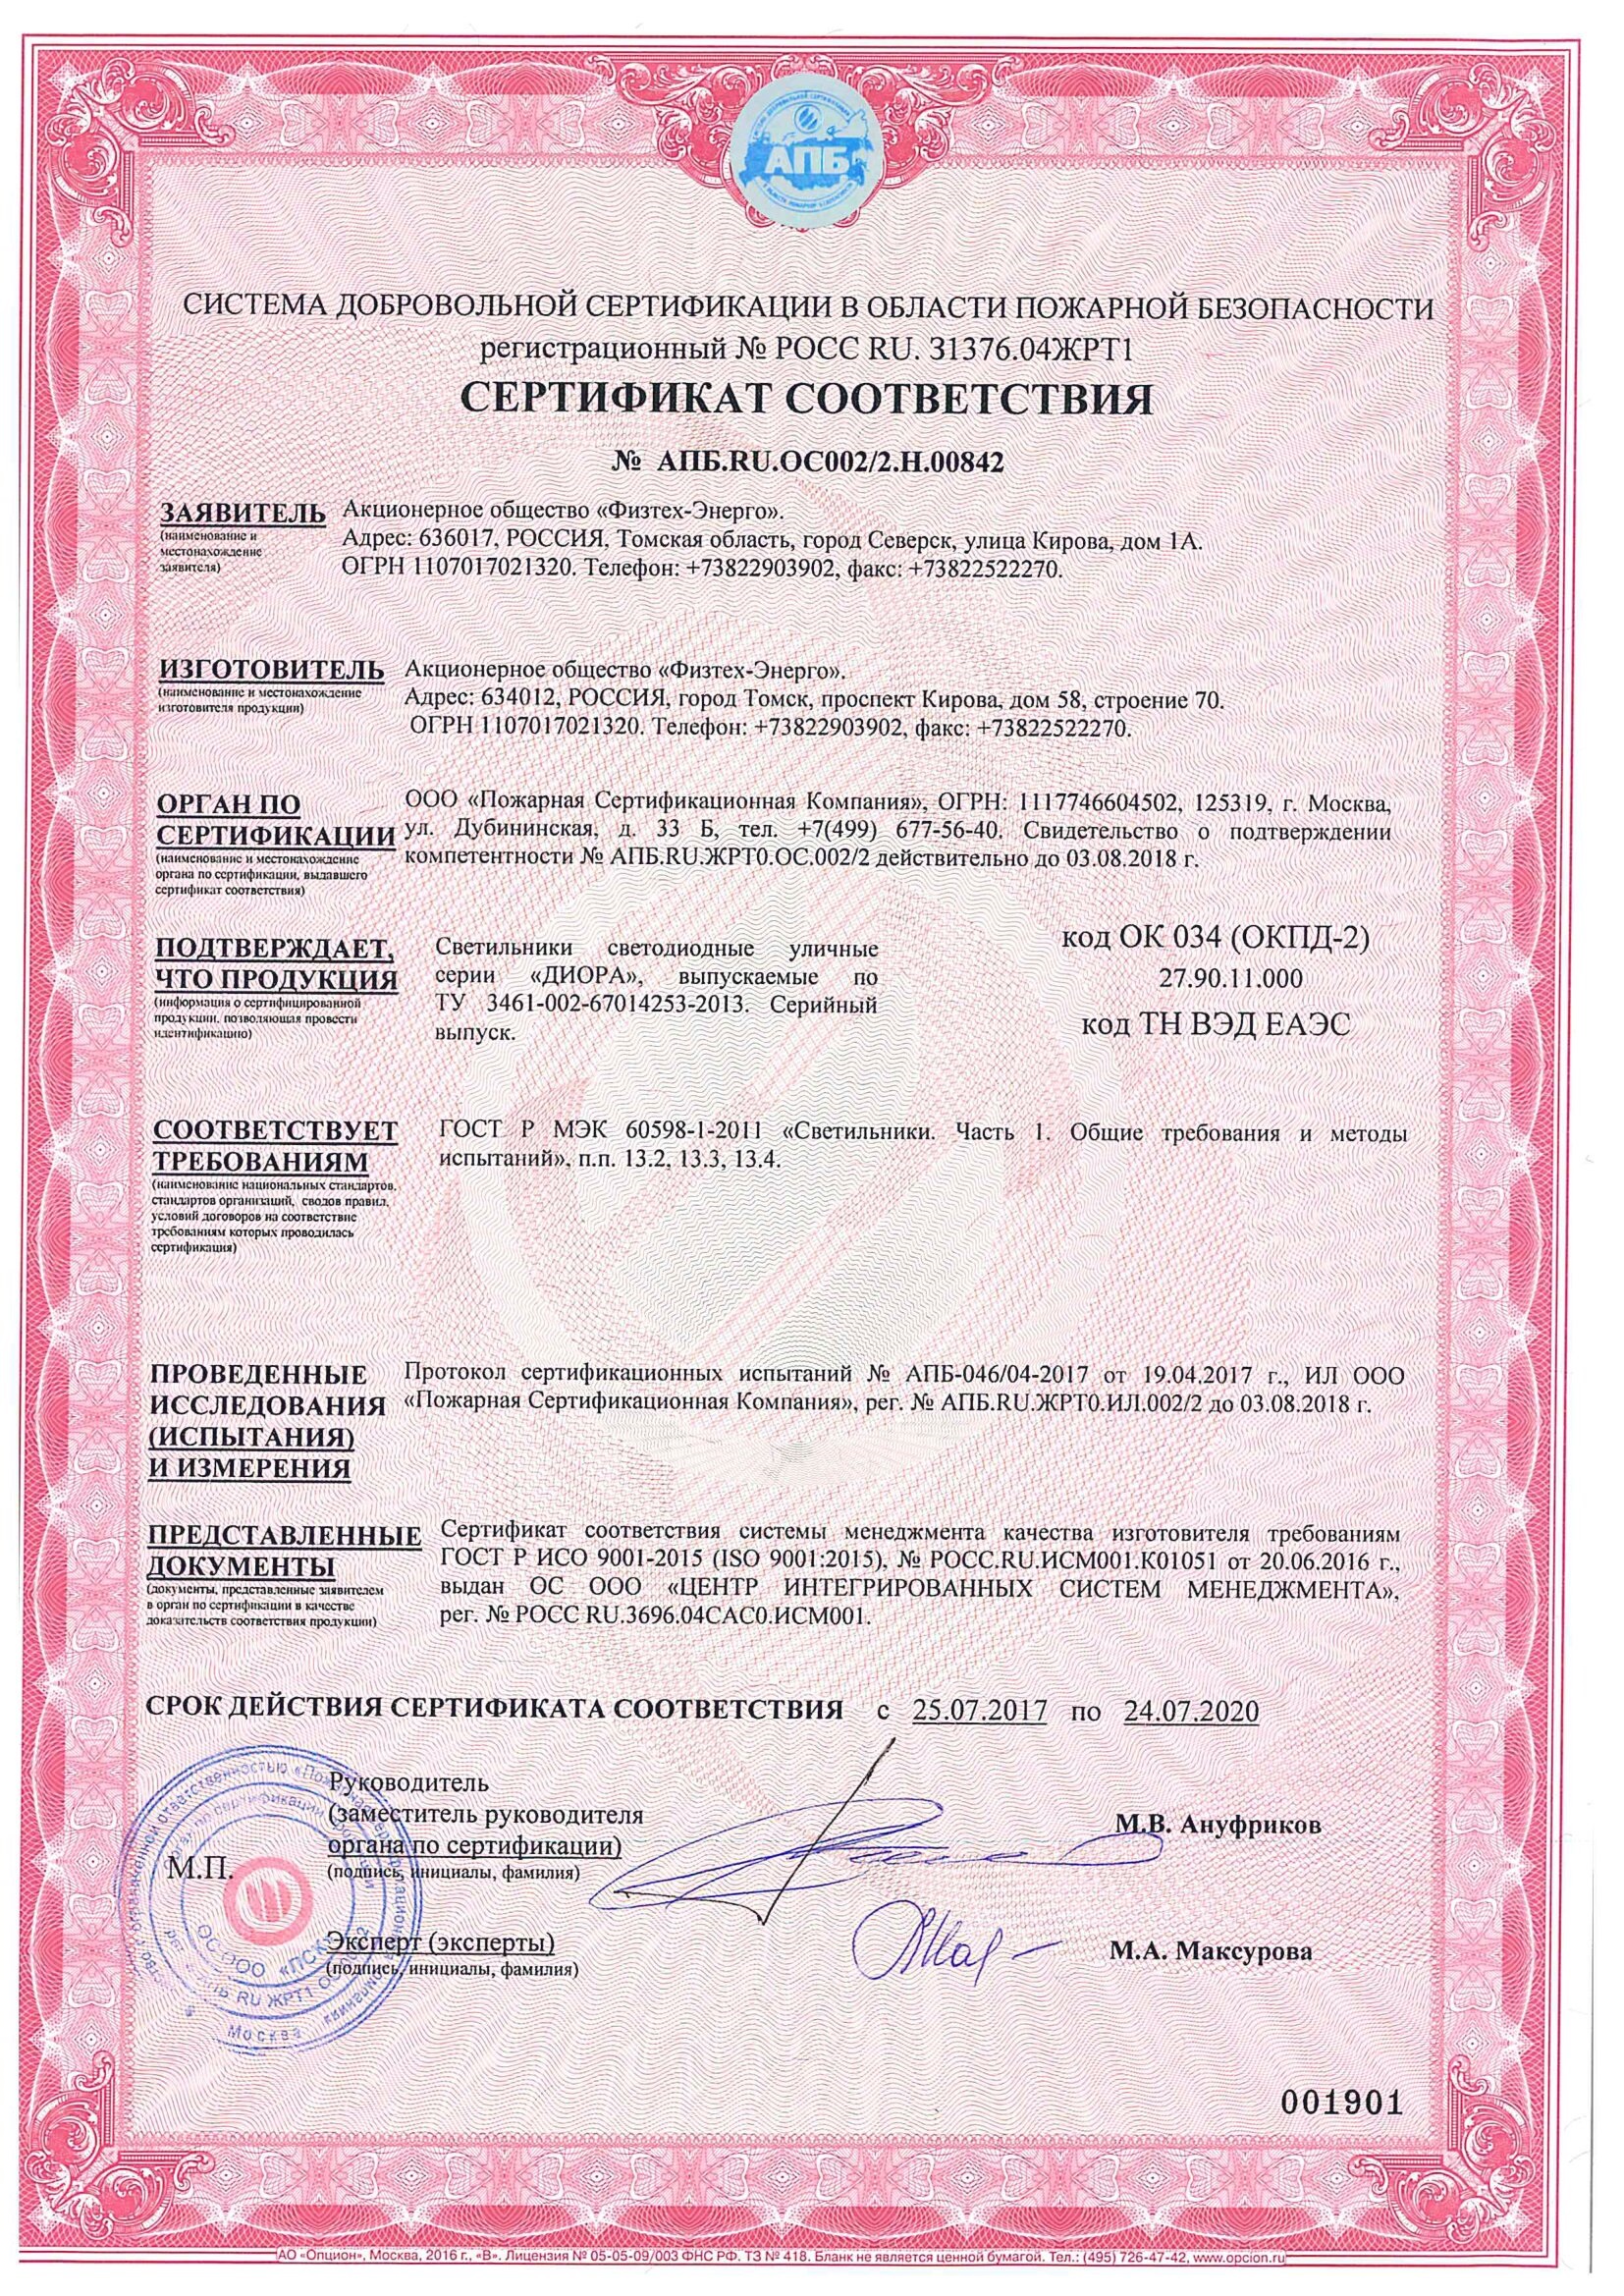 АПБ
СИСТЕМА ДОБРОВОЛЬНОЙ СЕРТИФИКАЦИИ В ОБЛАСТИ ПОЖАРНОЙ БЕЗОПАСНОСТИ
регистрационный № РОСС RU. З1376.04ЖРТ1
СЕРТИФИКАТ СООТВЕТСТВИЯ
№ АПБ.RU.ОС002/2.Н.00842
ЗАЯВИТЕЛЬ
(наименование и
местонахождение
заявителя)
Акционерное общество «Физтех-Энерго».
Адрес: 636017, РОССИЯ, Томская область, город Северск, улица Кирова, дом 1А.
ОГРН 1107017021320. Телефон: +73822903902, факс: +73822522270.
ИЗГОТОВИТЕЛЬ
(наименование и местонахождение
изготовителя продукции)
Акционерное общество «Физтех-Энерго».
Адрес: 634012, РОССИЯ, город Томск, проспект Кирова, дом 58, строение 70.
ОГРН 1107017021320. Телефон: +73822903902, факс: +73822522270.
ОРГАН ПО
СЕРТИФИКАЦИИ
(наименование и местонахождение
органа по сертификации, выдавшего
сертификат соответствия)
ООО «Пожарная Сертификационная Компания», ОГРН: 1117746604502, 125319, г. Москва,
ул. Дубининская, д. 33 Б, тел. +7(499) 677-56-40. Свидетельство о подтверждении
компетентности № АПБ.RU.ЖРТ0.ОС.002/2 действительно до 03.08.2018 г.
ПОДТВЕРЖДАЕТ,
ЧТО ПРОДУКЦИЯ
(информация о сертифицированной
продукции, позволяющая провести
идентификацию)
Светильники светодиодные уличные
серии «ДИОРА», выпускаемые по
ТУ 3461-002-67014253-2013. Серийный
выпуск.
код ОК 034 (ОКПД-2)
27.90.11.000
код ТН ВЭД ЕАЭС
СООТВЕТСТВУЕТ
ТРЕБОВАНИЯМ
(наименование национальных стандартов,
стандартов организаций, сводов правил,
условий договоров на соответствие
требованиям которых проводилась
сертификация)
ГОСТ Р МЭК 60598-1-2011 «Светильники. Часть 1. Общие требования и методы
испытаний», п.п. 13.2, 13.3, 13.4.
ПРОВЕДЕННЫЕ
ИССЛЕДОВАНИЯ
(ИСПЫТАНИЯ)
И ИЗМЕРЕНИЯ
Протокол сертификационных испытаний № АПБ-046/04-2017 от 19.04.2017 г., ИЛ ООО
«Пожарная Сертификационная Компания», рег. № АПБ.RU.ЖРТ0.ИЛ.002/2 до 03.08.2018 г.
ПРЕДСТАВЛЕННЫЕ
ДОКУМЕНТЫ
(документы, представленные заявителем
в орган по сертификации в качестве
доказательств соответствия продукции)
Сертификат соответствия системы менеджмента качества изготовителя требованиям
ГОСТ Р ИСО 9001-2015 (ISO 9001:2015), № РОСС.RU.ИСМ001.К01051 от 20.06.2016 г.,
выдан ОС ООО «ЦЕНТР ИНТЕГРИРОВАННЫХ СИСТЕМ МЕНЕДЖМЕНТА»,
рег. № РОСС RU.3696.04САС0.ИСМ001.
СРОК ДЕЙСТВИЯ СЕРТИФИКАТА СООТВЕТСТВИЯ с 25.07.2017 по 24.07.2020
Руководитель
(заместитель руководителя
органа по сертификации)
(подпись, инициалы, фамилия)
М.В. Ануфриков
М.П.
Эксперт (эксперты)
(подпись, инициалы, фамилия)
М.А. Максурова
ОС ООО «ПСК»
Москва
001901
АО «Опцион», Москва, 2016 г., «В». Лицензия № 05-05-09/003 ФНС РФ. ТЗ № 418. Бланк не является ценной бумагой. Тел.: (495) 726-47-42, www.opcion.ru